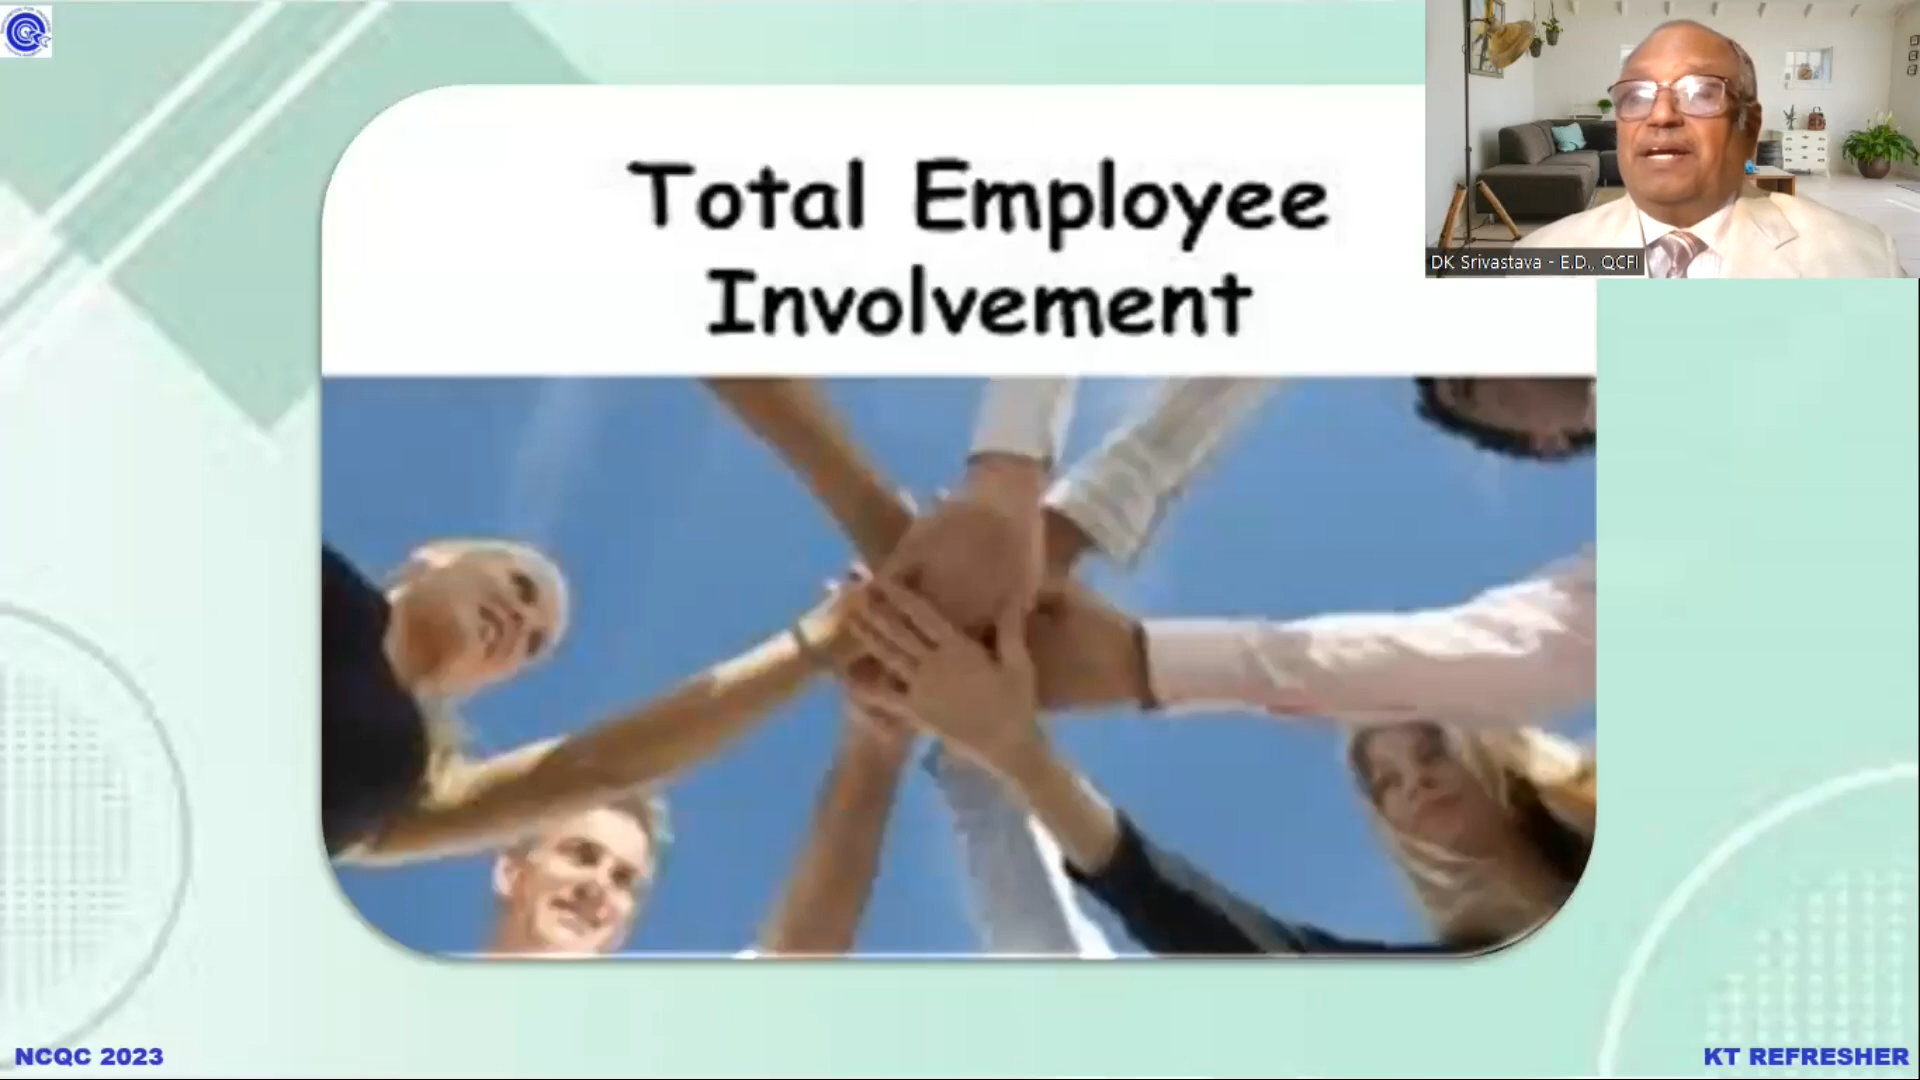 Total Employee
Involvement
DK Srivastava - E.D., QCFI
NCQC 2023
KT REFRESHER